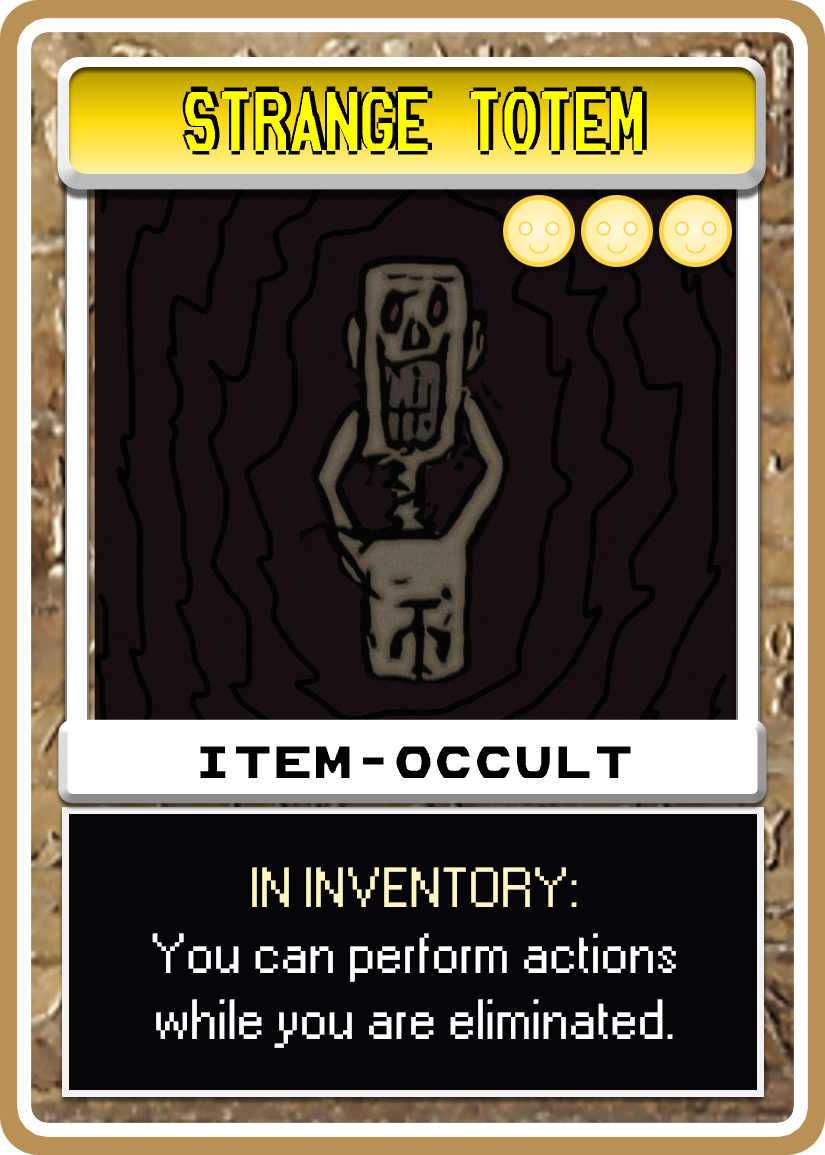 STRANGE TOTEM
ITEM-OCCULT
IN INVENTORY:
You can perform actions
while you are eliminated.